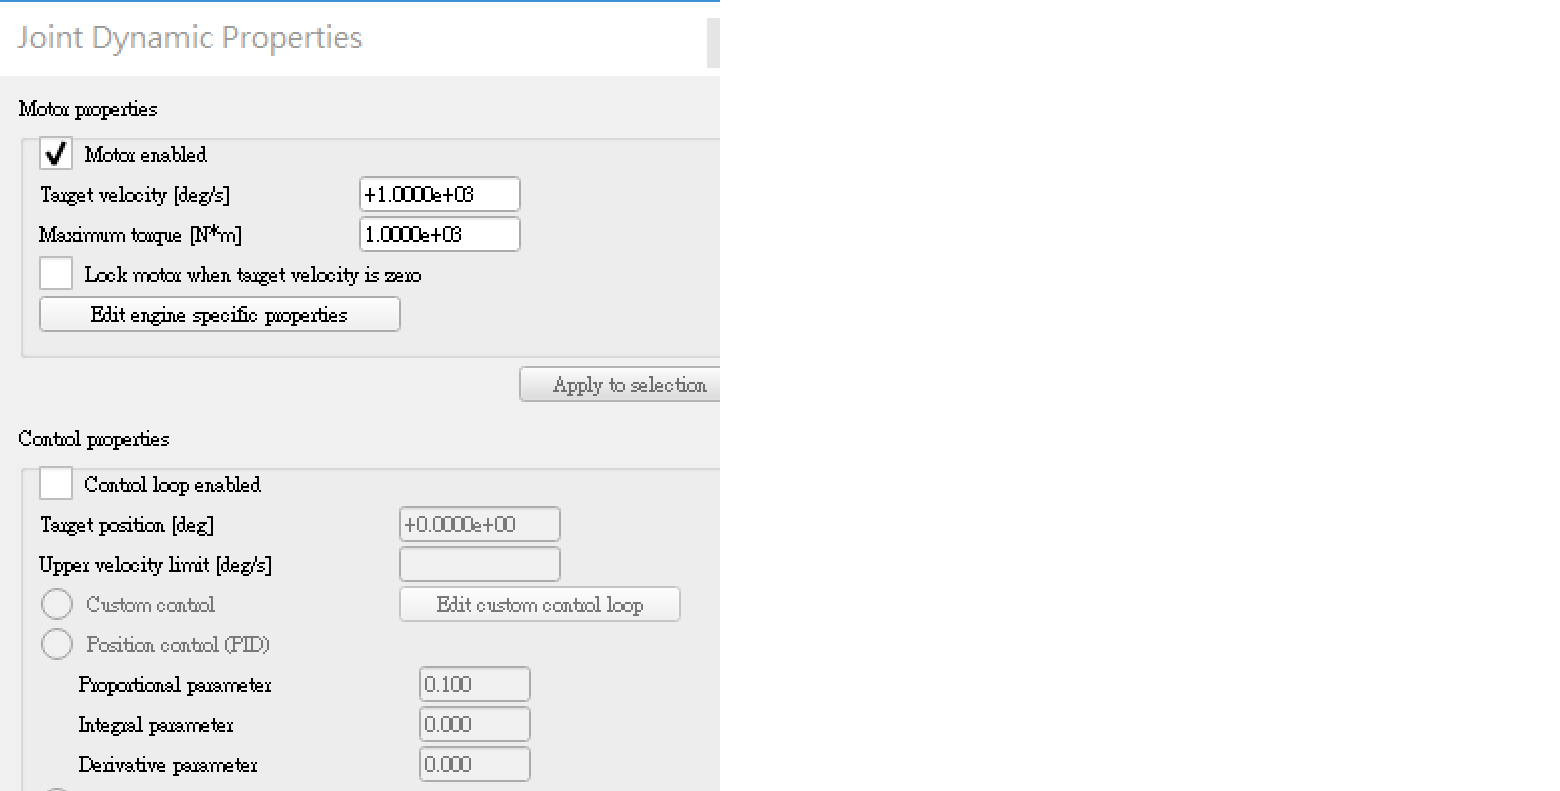 Joint Dynamic Properties
Motor properties
Motor enabled
Target velocity [deg/s] +1.0000e+03
Maximum torque [N*m] 1.0000e+03
Lock motor when target velocity is zero
Edit engine specific properties
Apply to selection
Control properties
Control loop enabled
Target position [deg] +0.0000e+00
Upper velocity limit [deg/s]
Custom control Edit custom control loop
Position control (PID)
Proportional parameter 0.100
Integral parameter 0.000
Derivative parameter 0.000